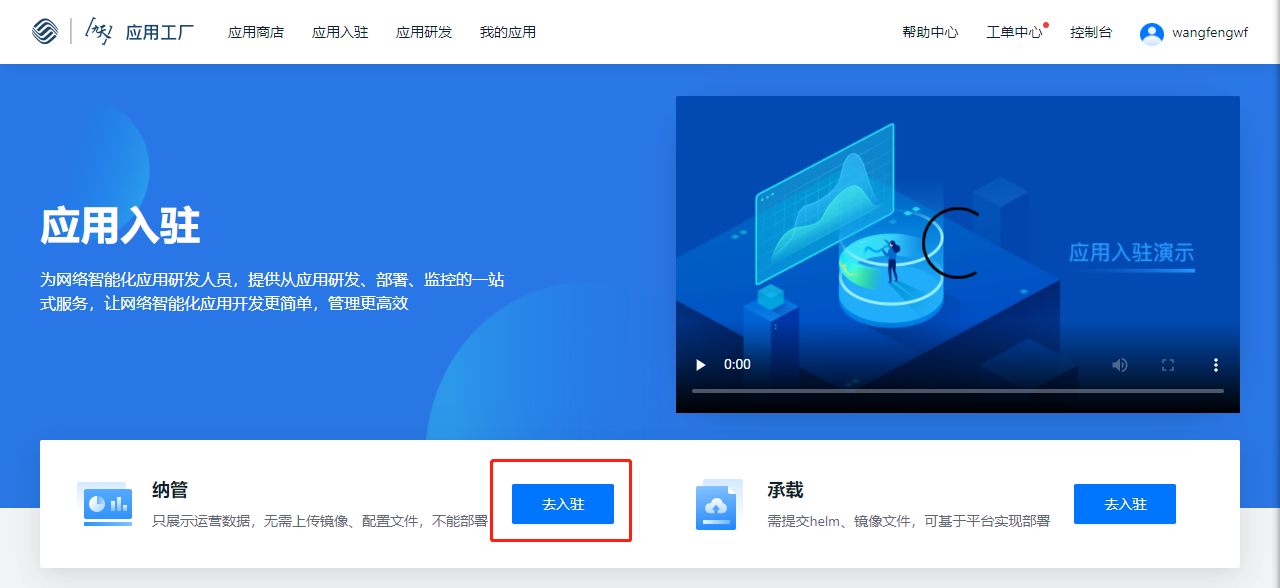 九天 应用工厂 应用商店 应用入驻 应用研发 我的应用 帮助中心 工单中心 控制台 wangfengwf
应用入驻
为网络智能化应用研发人员，提供从应用研发、部署、监控的一站
式服务，让网络智能化应用开发更简单，管理更高效
应用入驻演示
0:00
纳管
只展示运营数据，无需上传镜像、配置文件，不能部署
去入驻
承载
需提交helm、镜像文件，可基于平台实现部署
去入驻